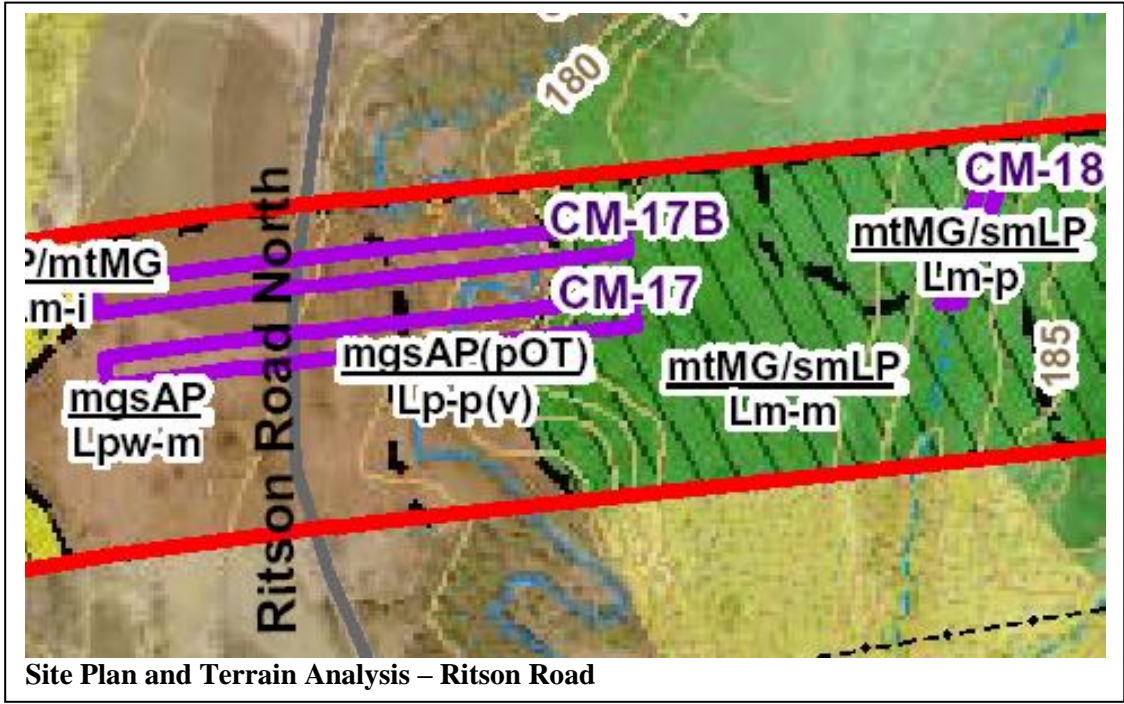 180
CM-18
CM-17B
mtMG/smLP
Lm-p
P/mtMG
m-i
CM-17
185
mgsAP(pOT)
Lp-p(v)
mtMG/smLP
Lm-m
mgsAP
Lpw-m
Ritson Road North
Site Plan and Terrain Analysis – Ritson Road